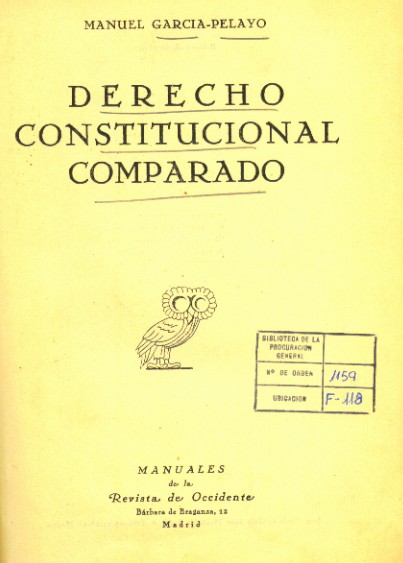 MANUEL GARCIA-PELAYO
DERECHO
CONSTITUCIONAL
COMPARADO
BIBLIOTECA DE LA
PROCURACION
GENERAL
Nº DE ORDEN 1159
UBICACION F-118
MANUALES
de la
Revista de Occidente
Bárbara de Braganza, 12
Madrid